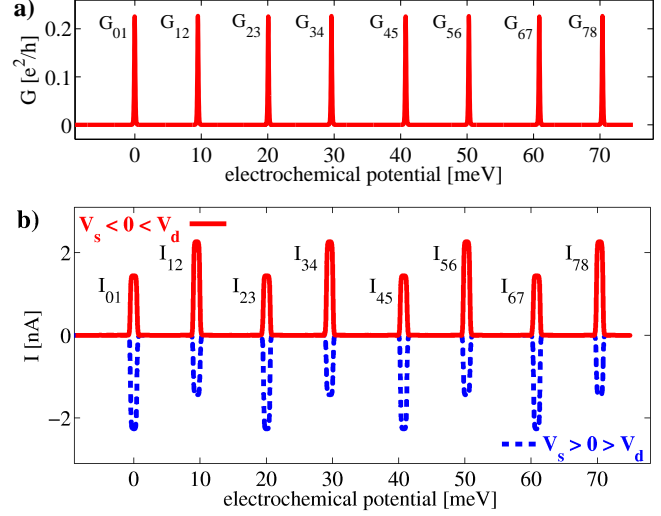 a)
G [e²/h]
0.2
0.1
0
G₀₁ G₁₂ G₂₃ G₃₄ G₄₅ G₅₆ G₆₇ G₇₈
0 10 20 30 40 50 60 70
electrochemical potential [meV]
b)
Vₛ < 0 < V_d
I [nA]
2
0
−2
I₀₁ I₁₂ I₂₃ I₃₄ I₄₅ I₅₆ I₆₇ I₇₈
Vₛ > 0 > V_d
0 10 20 30 40 50 60 70
electrochemical potential [meV]